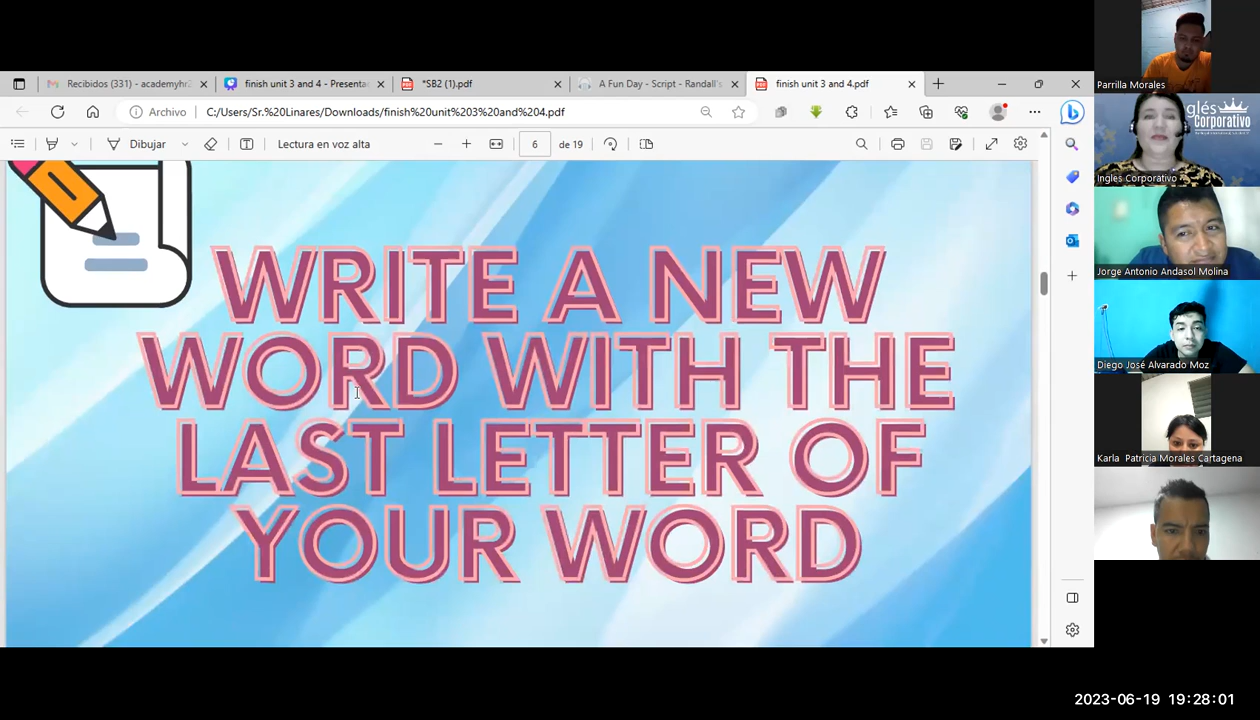 Recibidos (331) - academyhr
finish unit 3 and 4 - Presenta
*SB2 (1).pdf
A Fun Day - Script - Randall's
finish unit 3 and 4.pdf
Archivo
C:/Users/Sr.%20Linares/Downloads/finish%20unit%203%20and%204.pdf
Dibujar
Lectura en voz alta
6
de 19
WRITE A NEW
WORD WITH THE
LAST LETTER OF
YOUR WORD
Parrilla Morales
glés
Corporativo
Ingles Corporativo
Jorge Antonio Andasol Molina
Diego José Alvarado Moz
Karla Patricia Morales Cartagena
2023-06-19 19:28:01